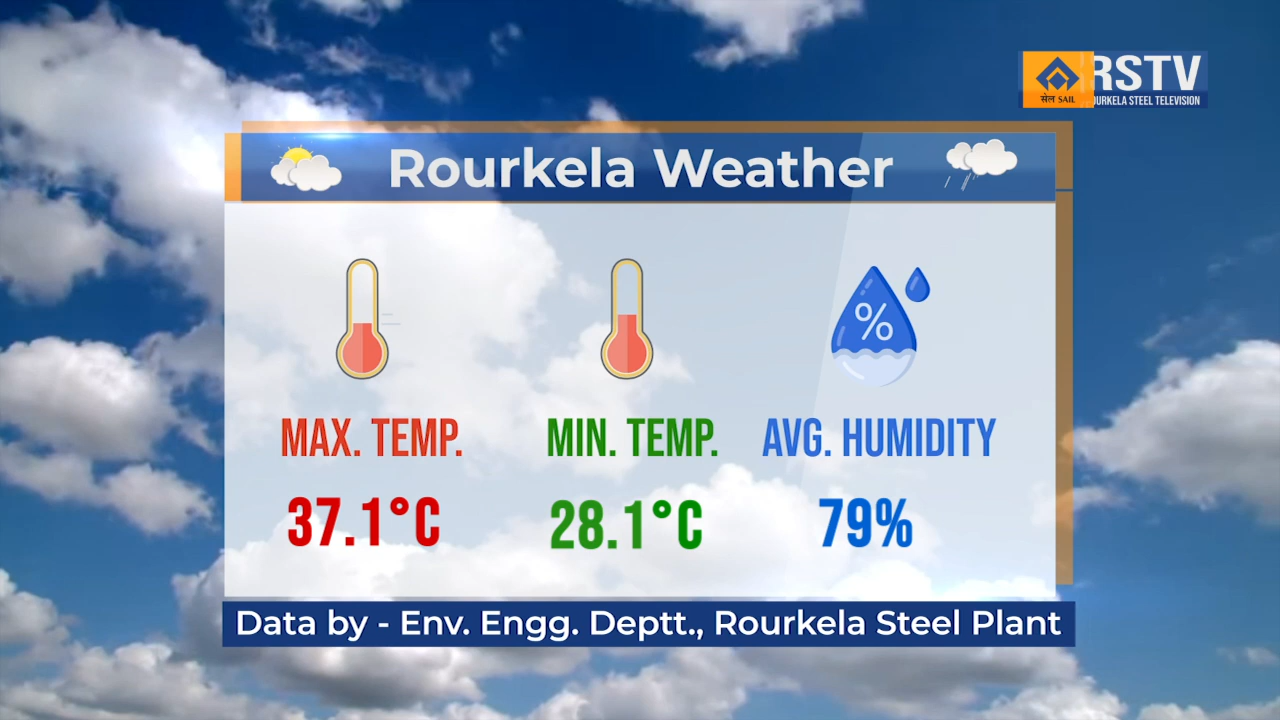 RSTV
सेल SAIL
ROURKELA STEEL TELEVISION
Rourkela Weather
%
MAX. TEMP.
MIN. TEMP.
AVG. HUMIDITY
37.1°C
28.1°C
79%
Data by - Env. Engg. Deptt., Rourkela Steel Plant